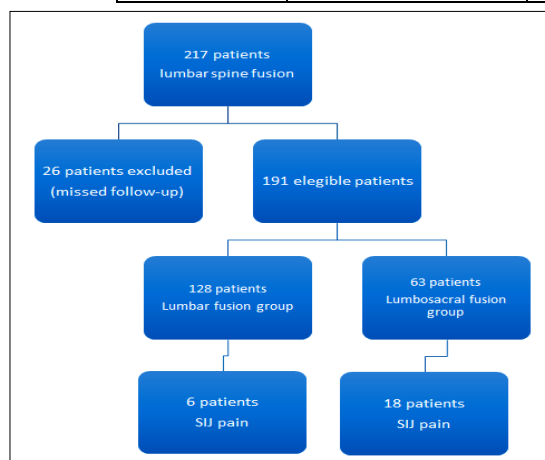 217 patients
lumbar spine fusion
26 patients excluded
(missed follow-up)
191 elegible patients
128 patients
Lumbar fusion group
63 patients
Lumbosacral fusion
group
6 patients
SIJ pain
18 patients
SIJ pain